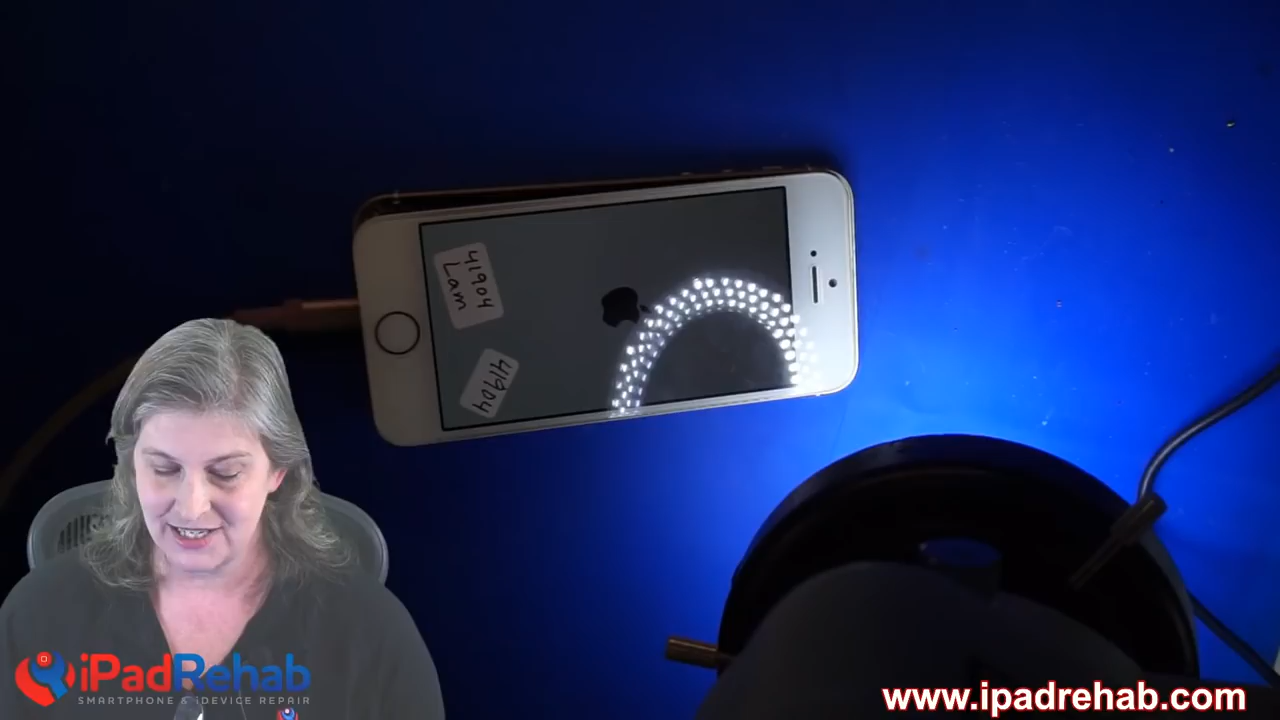 41904
Lam
41904
iPadRehab
SMARTPHONE & iDEVICE REPAIR
www.ipadrehab.com